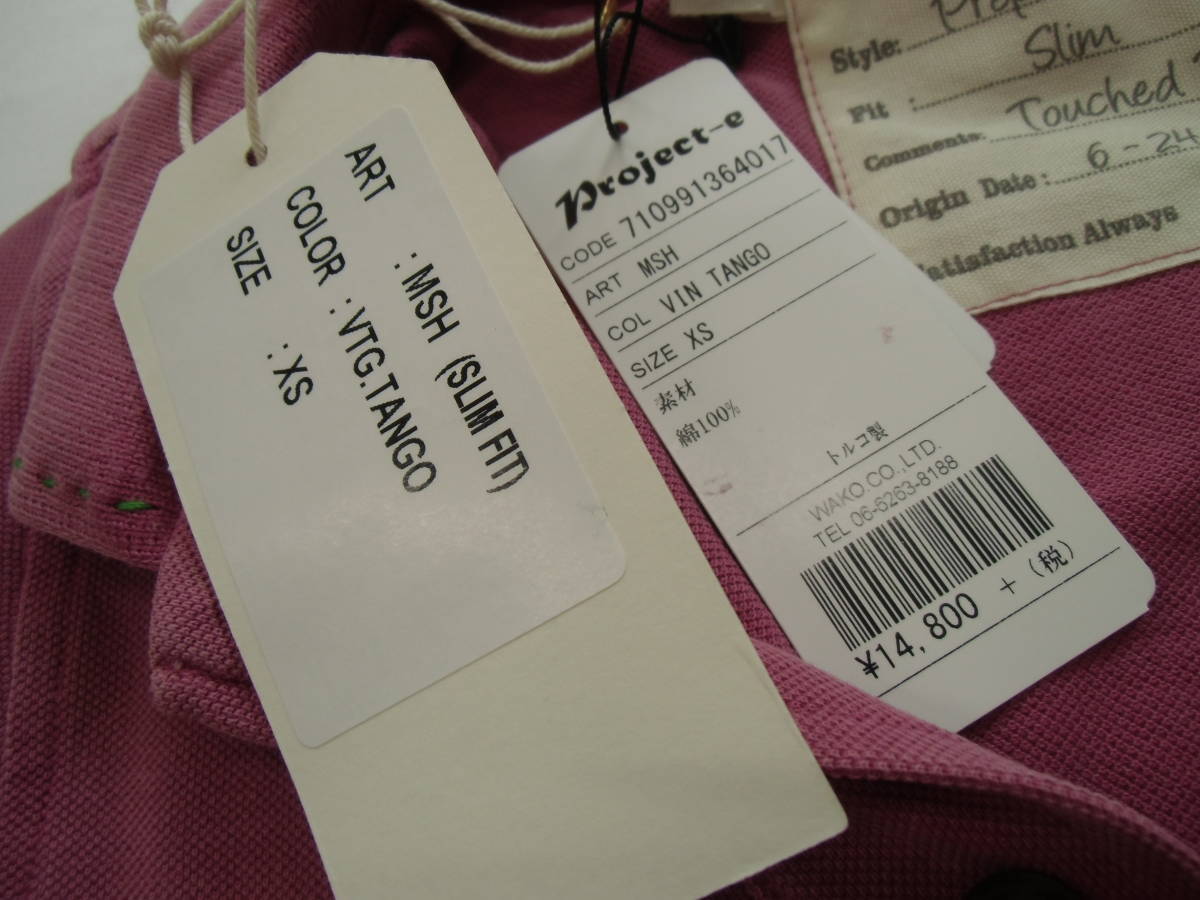 ART : MSH (SLIM FIT)
COLOR : VTG.TANGO
SIZE : XS
Project-e
CODE 710991364017
ART MSH
COL VIN TANGO
SIZE XS
素材
綿100%
トルコ製
WAKO.CO.,LTD.
TEL 06-6263-8188
¥14,800 + (税)
Style:
Fit : Slim
Comments: Touched
Origin Date: 6-24
Satisfaction Always